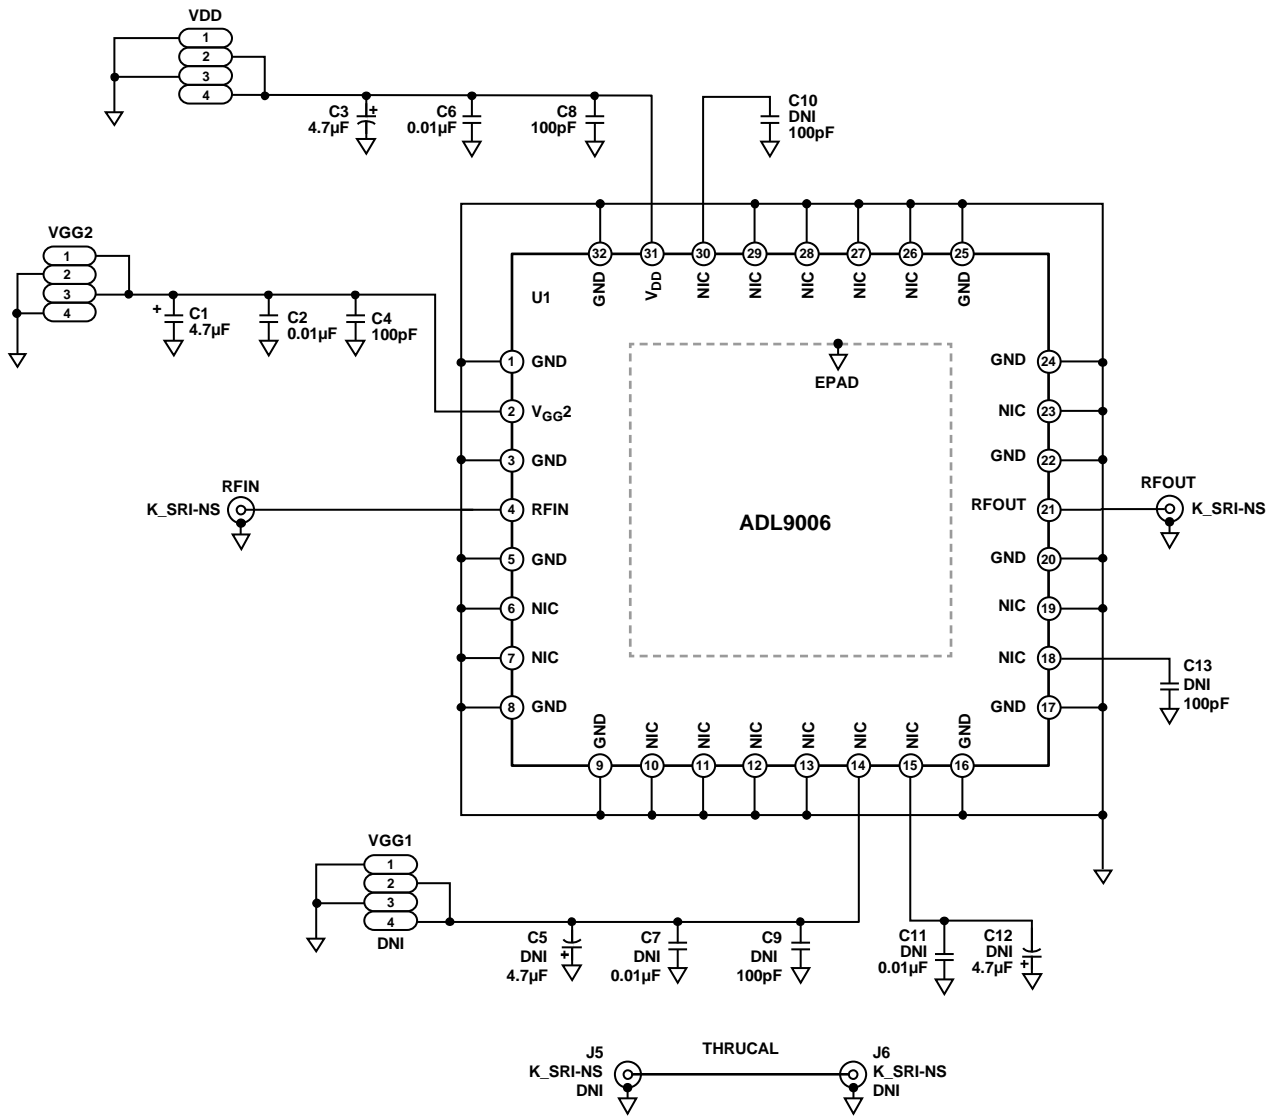 VDD
1
2
3
4
C3
4.7µF
+
C6
0.01µF
C8
100pF
C10
DNI
100pF
VGG2
1
2
3
4
+
C1
4.7µF
C2
0.01µF
C4
100pF
U1
32
GND
31
VDD
30
NIC
29
NIC
28
NIC
27
NIC
26
NIC
25
GND
EPAD
1 GND
2 VGG2
3 GND
RFIN
K_SRI-NS
4 RFIN
5 GND
6 NIC
7 NIC
8 GND
ADL9006
GND 24
NIC 23
GND 22
RFOUT 21
RFOUT
K_SRI-NS
GND 20
NIC 19
NIC 18
C13
DNI
100pF
GND 17
GND
9
NIC
10
NIC
11
NIC
12
NIC
13
NIC
14
NIC
15
GND
16
VGG1
1
2
3
4
DNI
C5
DNI
4.7µF
+
C7
DNI
0.01µF
C9
DNI
100pF
C11
DNI
0.01µF
C12
DNI
4.7µF
+
J5
K_SRI-NS
DNI
THRUCAL
J6
K_SRI-NS
DNI